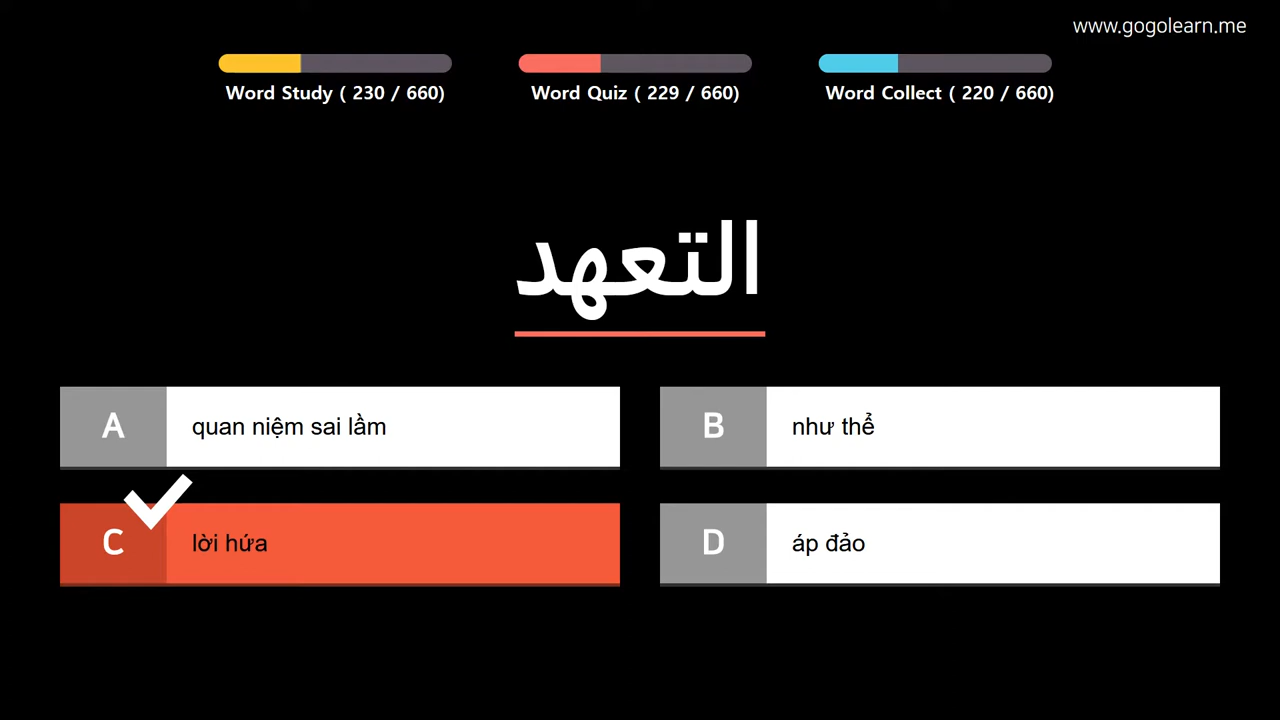 www.gogolearn.me
Word Study ( 230 / 660)
Word Quiz ( 229 / 660)
Word Collect ( 220 / 660)
التعهد
A
quan niệm sai lầm
B
như thể
C
lời hứa
D
áp đảo